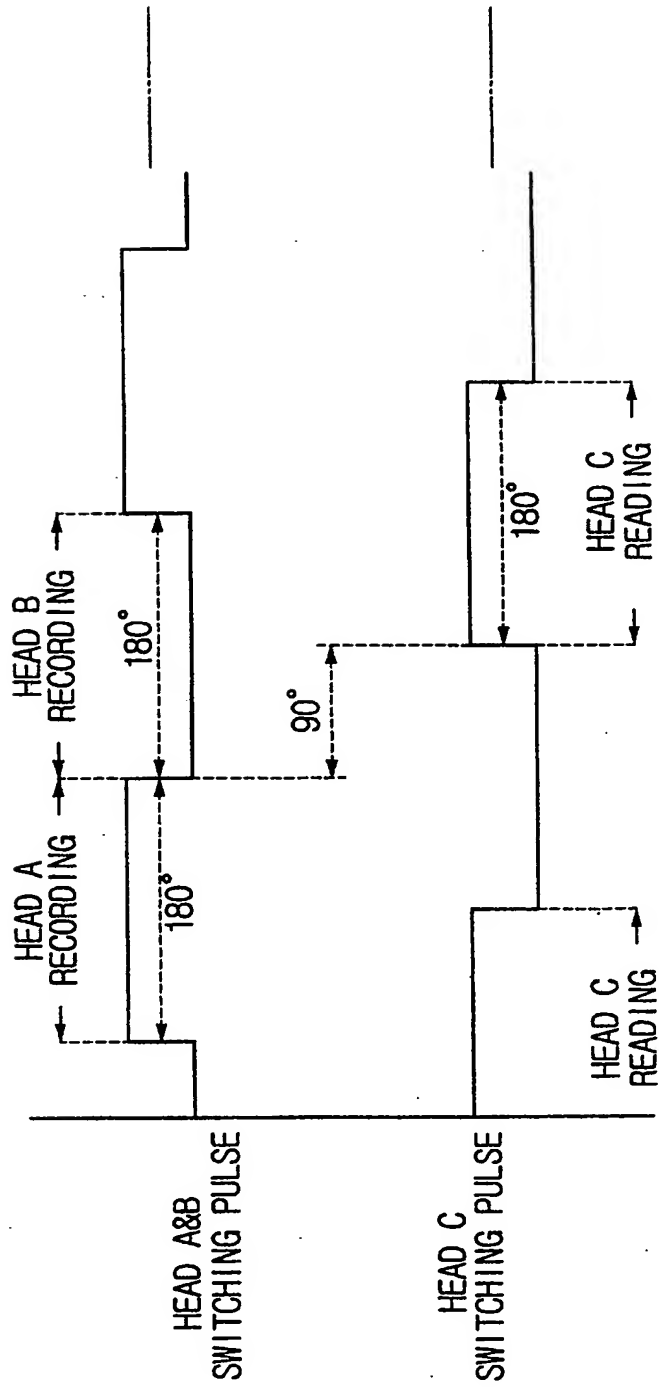 HEAD A
RECORDING
HEAD B
RECORDING
180°
180°
HEAD A&B
SWITCHING PULSE
90°
HEAD C
SWITCHING PULSE
180°
HEAD C
READING
HEAD C
READING